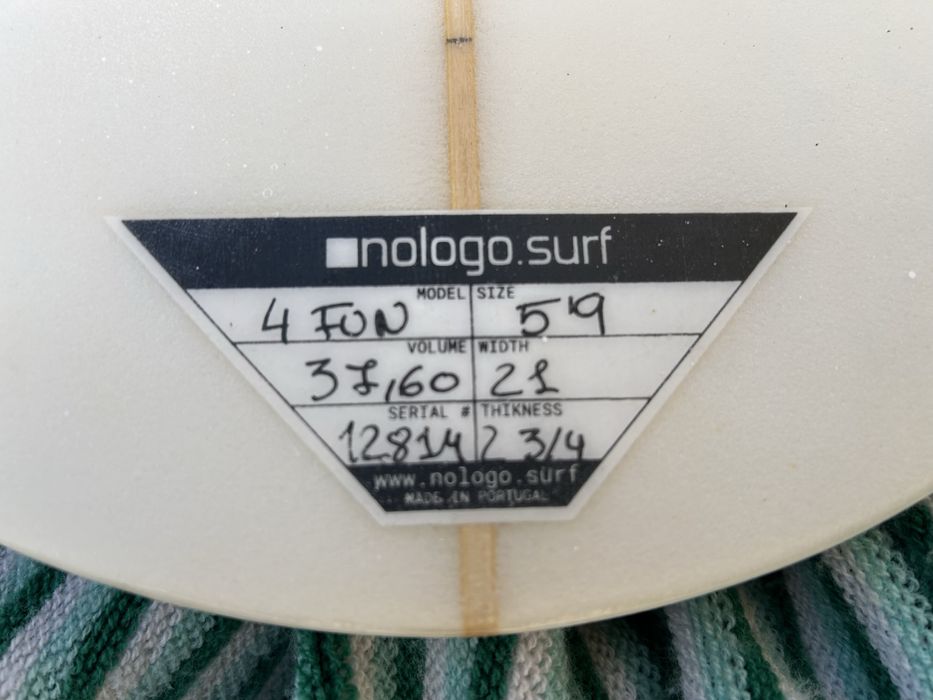 nologo.surf
MODEL SIZE
4 FUN 5'9
VOLUME WIDTH
37,60 21
SERIAL # THIKNESS
12814 2 3/4
www.nologo.surf
MADE IN PORTUGAL